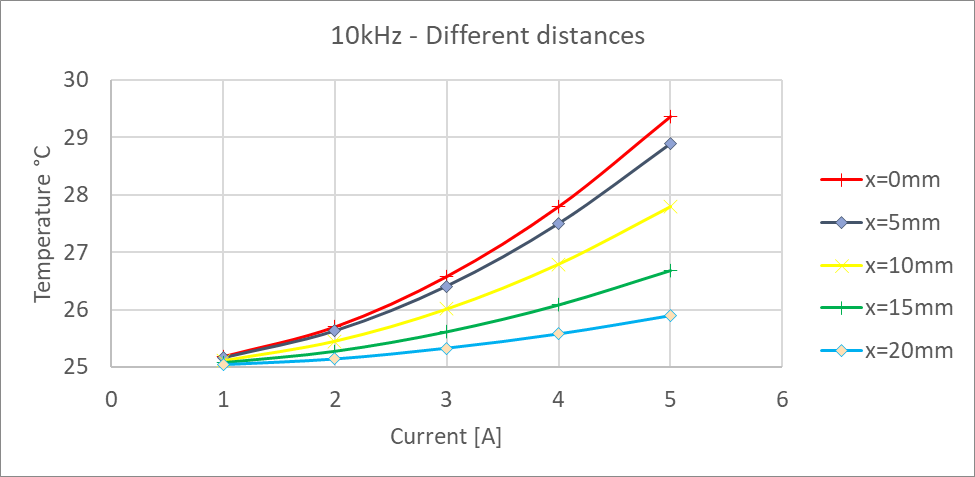 10kHz - Different distances
30
29
28
27
26
25
Temperature °C
0 1 2 3 4 5 6
Current [A]
x=0mm
x=5mm
x=10mm
x=15mm
x=20mm